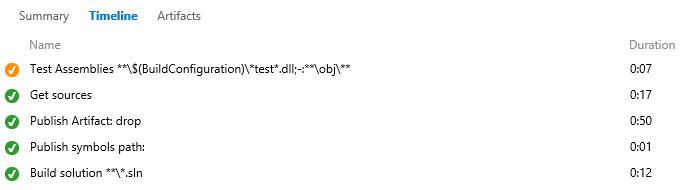 Summary Timeline Artifacts
Name Duration
Test Assemblies **\$(BuildConfiguration)\*test*.dll;-:**\obj\** 0:07
Get sources 0:17
Publish Artifact: drop 0:50
Publish symbols path: 0:01
Build solution **\*.sln 0:12